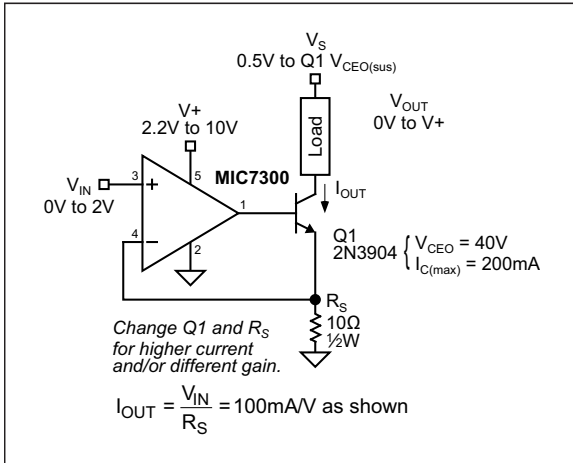 V_S
0.5V to Q1 V_CEO(sus)
V+
2.2V to 10V
Load
V_OUT
0V to V+
MIC7300
I_OUT
V_IN
0V to 2V
3
+
5
1
4
−
2
Q1
2N3904
V_CEO = 40V
I_C(max) = 200mA
R_S
10Ω
½W
Change Q1 and R_S
for higher current
and/or different gain.
I_OUT = V_IN / R_S = 100mA/V as shown